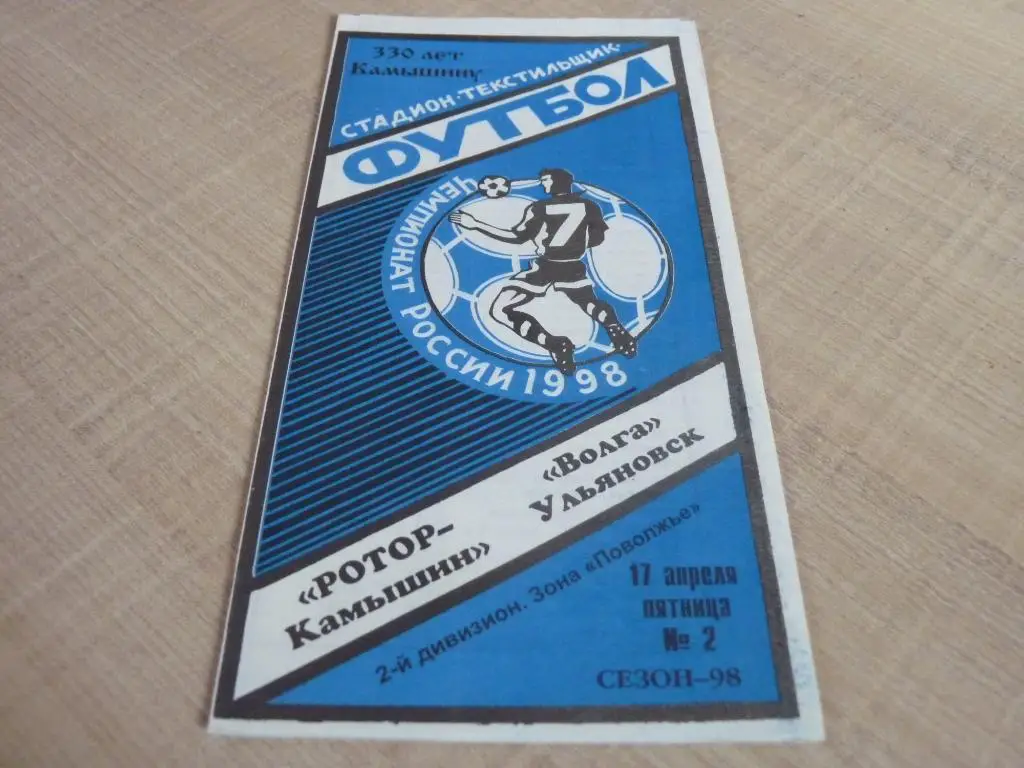 330 лет
Камышину
СТАДИОН·ТЕКСТИЛЬЩИК·
ФУТБОЛ
ЧЕМПИОНАТ РОССИИ 1998
7
«Волга»
Ульяновск
«РОТОР-
Камышин»
2-й дивизион. Зона «Поволжье»
17 апреля
пятница
№ 2
СЕЗОН-98